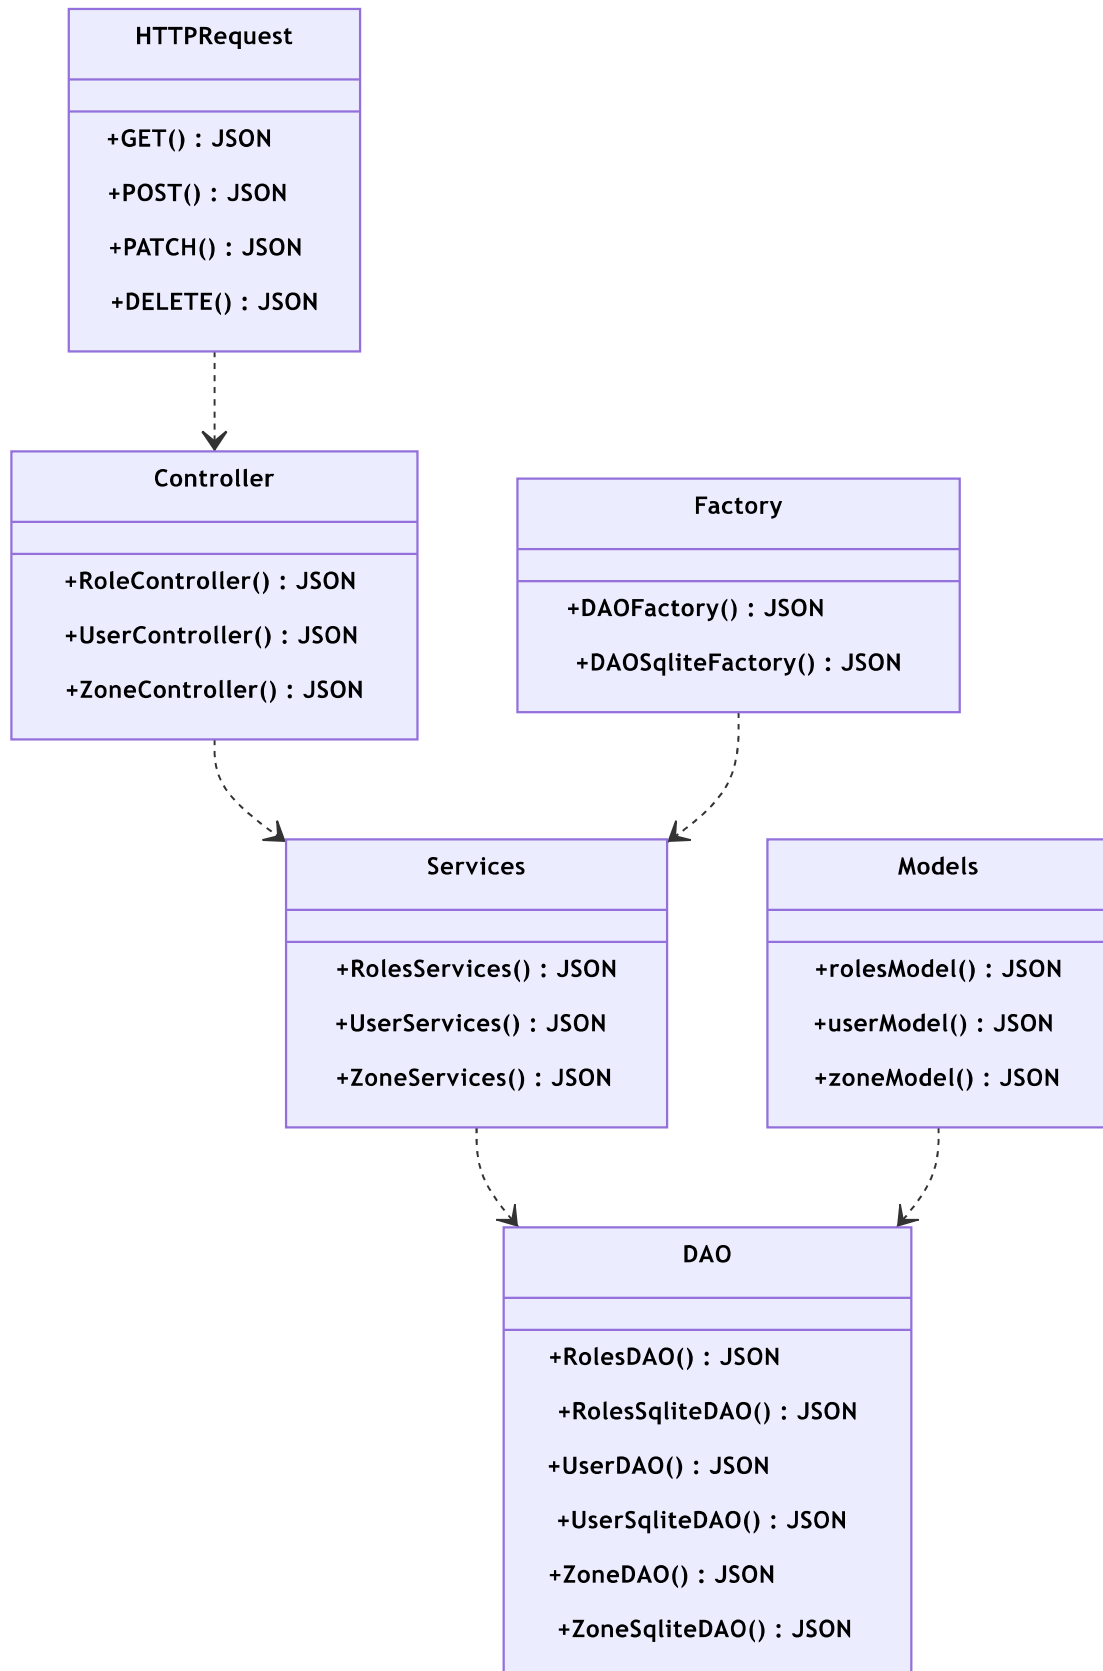 HTTPRequest
+GET() : JSON
+POST() : JSON
+PATCH() : JSON
+DELETE() : JSON
Controller
+RoleController() : JSON
+UserController() : JSON
+ZoneController() : JSON
Factory
+DAOFactory() : JSON
+DAOSqliteFactory() : JSON
Services
+RolesServices() : JSON
+UserServices() : JSON
+ZoneServices() : JSON
Models
+rolesModel() : JSON
+userModel() : JSON
+zoneModel() : JSON
DAO
+RolesDAO() : JSON
+RolesSqliteDAO() : JSON
+UserDAO() : JSON
+UserSqliteDAO() : JSON
+ZoneDAO() : JSON
+ZoneSqliteDAO() : JSON